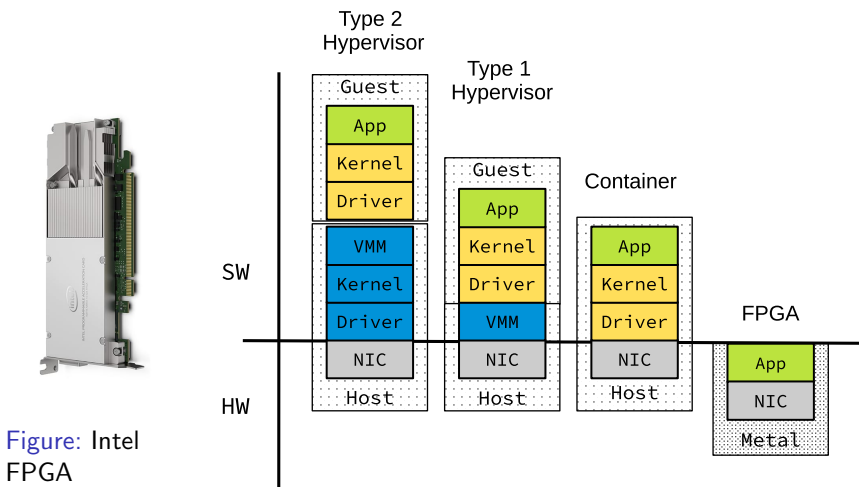 Type 2
Hypervisor
Guest
App
Kernel
Driver
VMM
Kernel
Driver
NIC
Host
Type 1
Hypervisor
Guest
App
Kernel
Driver
VMM
NIC
Host
Container
App
Kernel
Driver
NIC
Host
FPGA
App
NIC
Metal
SW
HW
Figure: Intel
FPGA